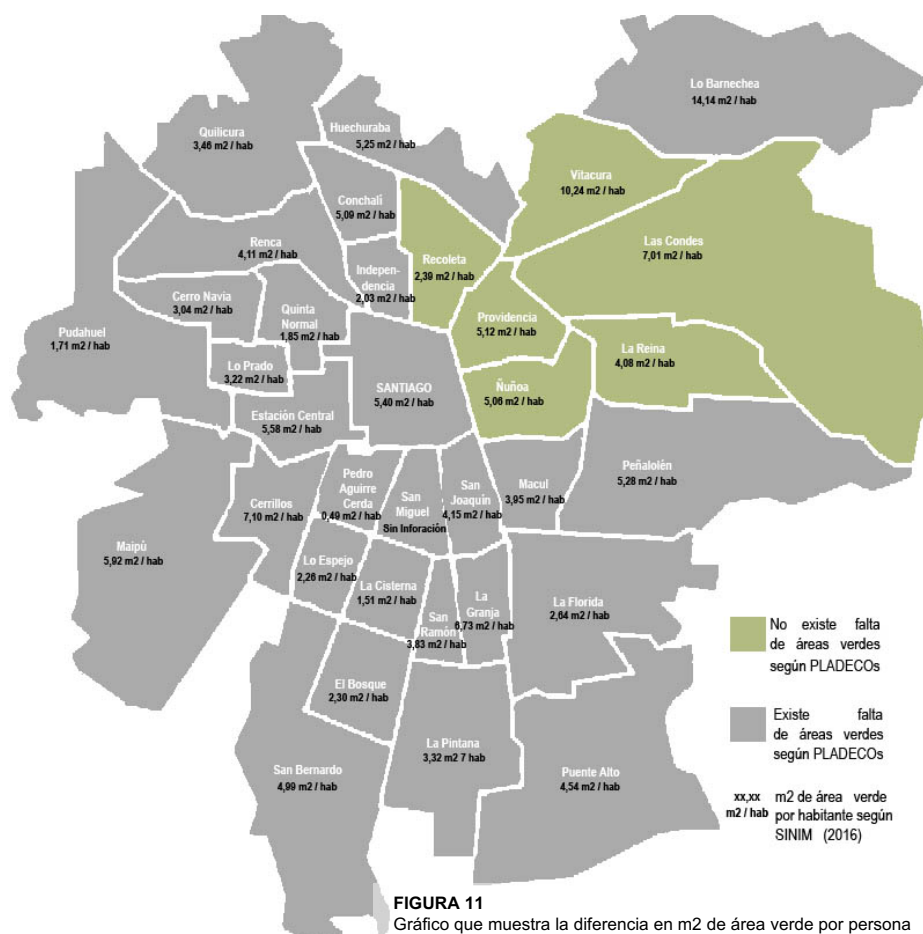 Lo Barnechea
14,14 m2 / hab
Quilicura
3,46 m2 / hab
Huechuraba
5,25 m2 / hab
Vitacura
10,24 m2 / hab
Conchalí
5,09 m2 / hab
Las Condes
7,01 m2 / hab
Renca
4,11 m2 / hab
Recoleta
2,39 m2 / hab
Indepen-
dencia
2,03 m2 / hab
Cerro Navia
3,04 m2 / hab
Quinta
Normal
1,85 m2 / hab
Providencia
5,12 m2 / hab
Pudahuel
1,71 m2 / hab
La Reina
4,08 m2 / hab
Lo Prado
3,22 m2 / hab
SANTIAGO
5,40 m2 / hab
Ñuñoa
5,06 m2 / hab
Estación Central
5,58 m2 / hab
Peñalolén
5,28 m2 / hab
Pedro
Aguirre
Cerda
0,49 m2 / hab
San
Miguel
Sin Inforación
San
Joaquín
4,15 m2 / hab
Macul
3,95 m2 / hab
Cerrillos
7,10 m2 / hab
Maipú
5,92 m2 / hab
Lo Espejo
2,26 m2 / hab
La Cisterna
1,51 m2 / hab
San
Ramón
3,83 m2 / hab
La
Granja
6,73 m2 / hab
La Florida
2,64 m2 / hab
El Bosque
2,30 m2 / hab
La Pintana
3,32 m2 7 hab
San Bernardo
4,99 m2 / hab
Puente Alto
4,54 m2 / hab
No existe falta
de áreas verdes
según PLADECOs
Existe falta
de áreas verdes
según PLADECOs
xx,xx
m2 / hab
m2 de área verde
por habitante según
SINIM (2016)
FIGURA 11
Gráfico que muestra la diferencia en m2 de área verde por persona